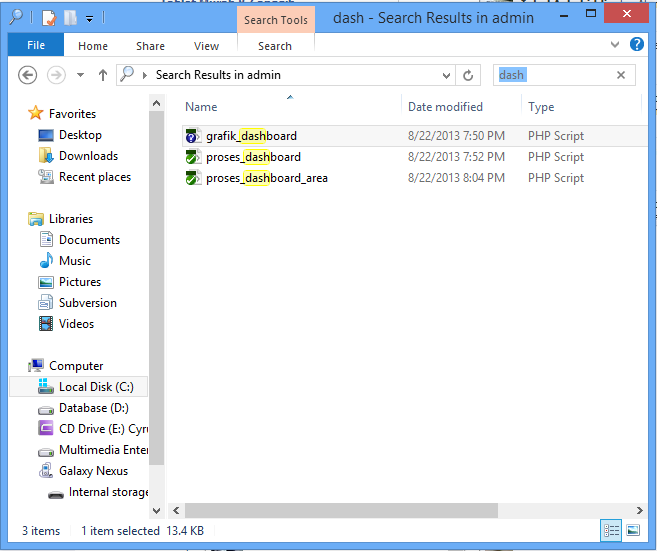 Search Tools
dash - Search Results in admin
File Home Share View Search
Search Results in admin
dash
Name Date modified Type
grafik_dashboard 8/22/2013 7:50 PM PHP Script
proses_dashboard 8/22/2013 7:52 PM PHP Script
proses_dashboard_area 8/22/2013 8:04 PM PHP Script
Favorites
Desktop
Downloads
Recent places
Libraries
Documents
Music
Pictures
Subversion
Videos
Computer
Local Disk (C:)
Database (D:)
CD Drive (E:) Cyru
Multimedia Enter
Galaxy Nexus
Internal storage
3 items 1 item selected 13.4 KB